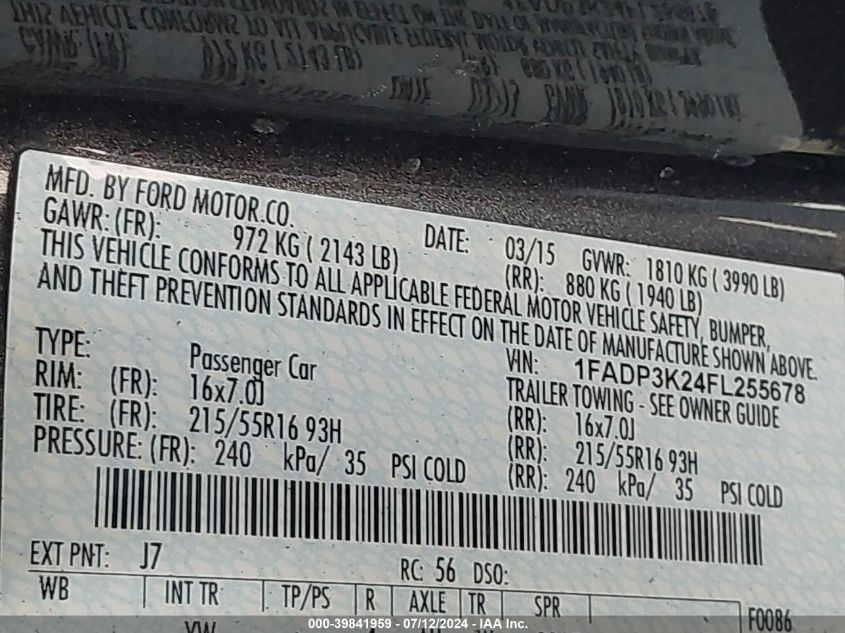 MFD. BY FORD MOTOR.CO.
DATE: 03/15 GVWR: 1810 KG ( 3990 LB)
GAWR: (FR): 972 KG ( 2143 LB) (RR): 880 KG ( 1940 LB)
THIS VEHICLE CONFORMS TO ALL APPLICABLE FEDERAL MOTOR VEHICLE SAFETY, BUMPER,
AND THEFT PREVENTION STANDARDS IN EFFECT ON THE DATE OF MANUFACTURE SHOWN ABOVE.
VIN: 1FADP3K24FL255678
TYPE: Passenger Car TRAILER TOWING - SEE OWNER GUIDE
RIM: (FR): 16x7.0J (RR): 16x7.0J
TIRE: (FR): 215/55R16 93H (RR): 215/55R16 93H
PRESSURE: (FR): 240 kPa/ 35 PSI COLD (RR): 240 kPa/ 35 PSI COLD
EXT PNT: J7 RC: 56 DSO:
WB INT TR TP/PS R AXLE TR SPR F0086
000-39841959 - 07/12/2024 - IAA Inc.